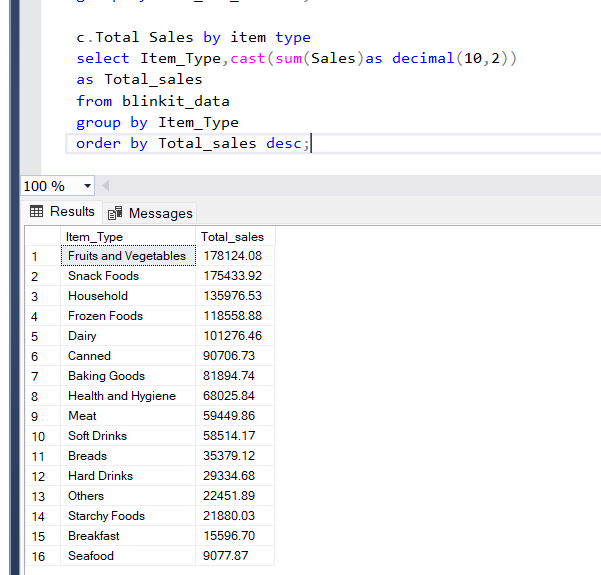 c.Total Sales by item type
select Item_Type,cast(sum(Sales)as decimal(10,2))
as Total_sales
from blinkit_data
group by Item_Type
order by Total_sales desc;
100 %
Results Messages
Item_Type Total_sales
1 Fruits and Vegetables 178124.08
2 Snack Foods 175433.92
3 Household 135976.53
4 Frozen Foods 118558.88
5 Dairy 101276.46
6 Canned 90706.73
7 Baking Goods 81894.74
8 Health and Hygiene 68025.84
9 Meat 59449.86
10 Soft Drinks 58514.17
11 Breads 35379.12
12 Hard Drinks 29334.68
13 Others 22451.89
14 Starchy Foods 21880.03
15 Breakfast 15596.70
16 Seafood 9077.87